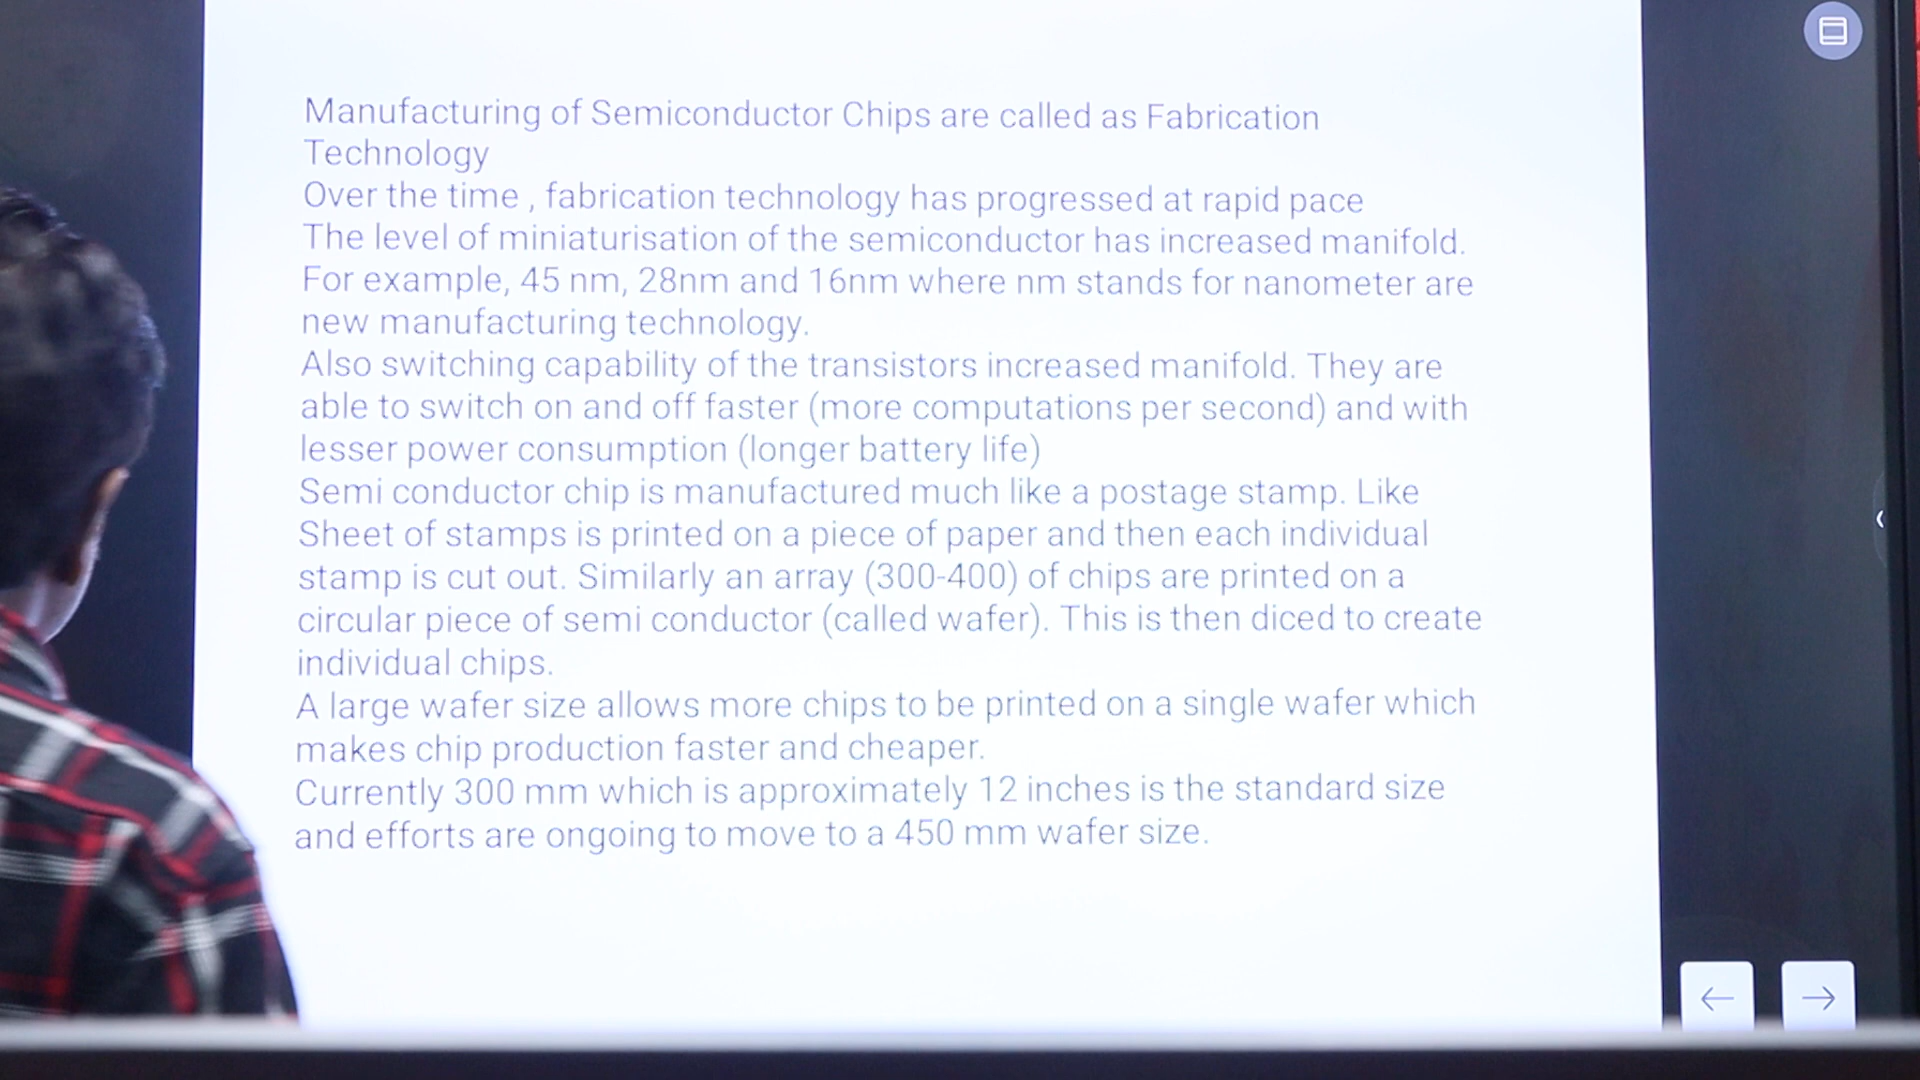 Manufacturing of Semiconductor Chips are called as Fabrication
Technology
Over the time , fabrication technology has progressed at rapid pace
The level of miniaturisation of the semiconductor has increased manifold.
For example, 45 nm, 28nm and 16nm where nm stands for nanometer are
new manufacturing technology.
Also switching capability of the transistors increased manifold. They are
able to switch on and off faster (more computations per second) and with
lesser power consumption (longer battery life)
Semi conductor chip is manufactured much like a postage stamp. Like
Sheet of stamps is printed on a piece of paper and then each individual
stamp is cut out. Similarly an array (300-400) of chips are printed on a
circular piece of semi conductor (called wafer). This is then diced to create
individual chips.
A large wafer size allows more chips to be printed on a single wafer which
makes chip production faster and cheaper.
Currently 300 mm which is approximately 12 inches is the standard size
and efforts are ongoing to move to a 450 mm wafer size.